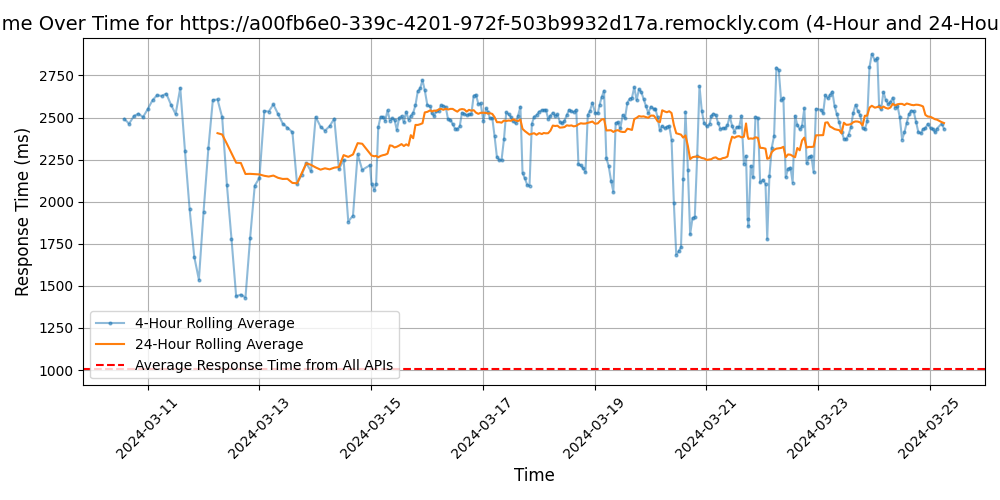 me Over Time for https://a00fb6e0-339c-4201-972f-503b9932d17a.remockly.com (4-Hour and 24-Hou
Response Time (ms)
2750
2500
2250
2000
1750
1500
1250
1000
4-Hour Rolling Average
24-Hour Rolling Average
Average Response Time from All APIs
2024-03-11
2024-03-13
2024-03-15
2024-03-17
2024-03-19
2024-03-21
2024-03-23
2024-03-25
Time